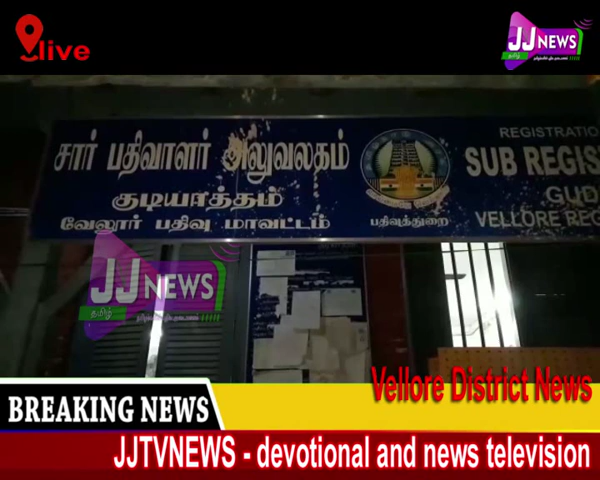 live
JJ NEWS
தமிழ்
சார் பதிவாளர் அலுவலகம்
குடியாத்தம்
வேலூர் பதிவு மாவட்டம்
பதிவுத்துறை
REGISTRATIO
SUB REGIS
GUD
VELLORE REG
JJ NEWS
தமிழ்
Vellore District News
BREAKING NEWS
JJTVNEWS - devotional and news television